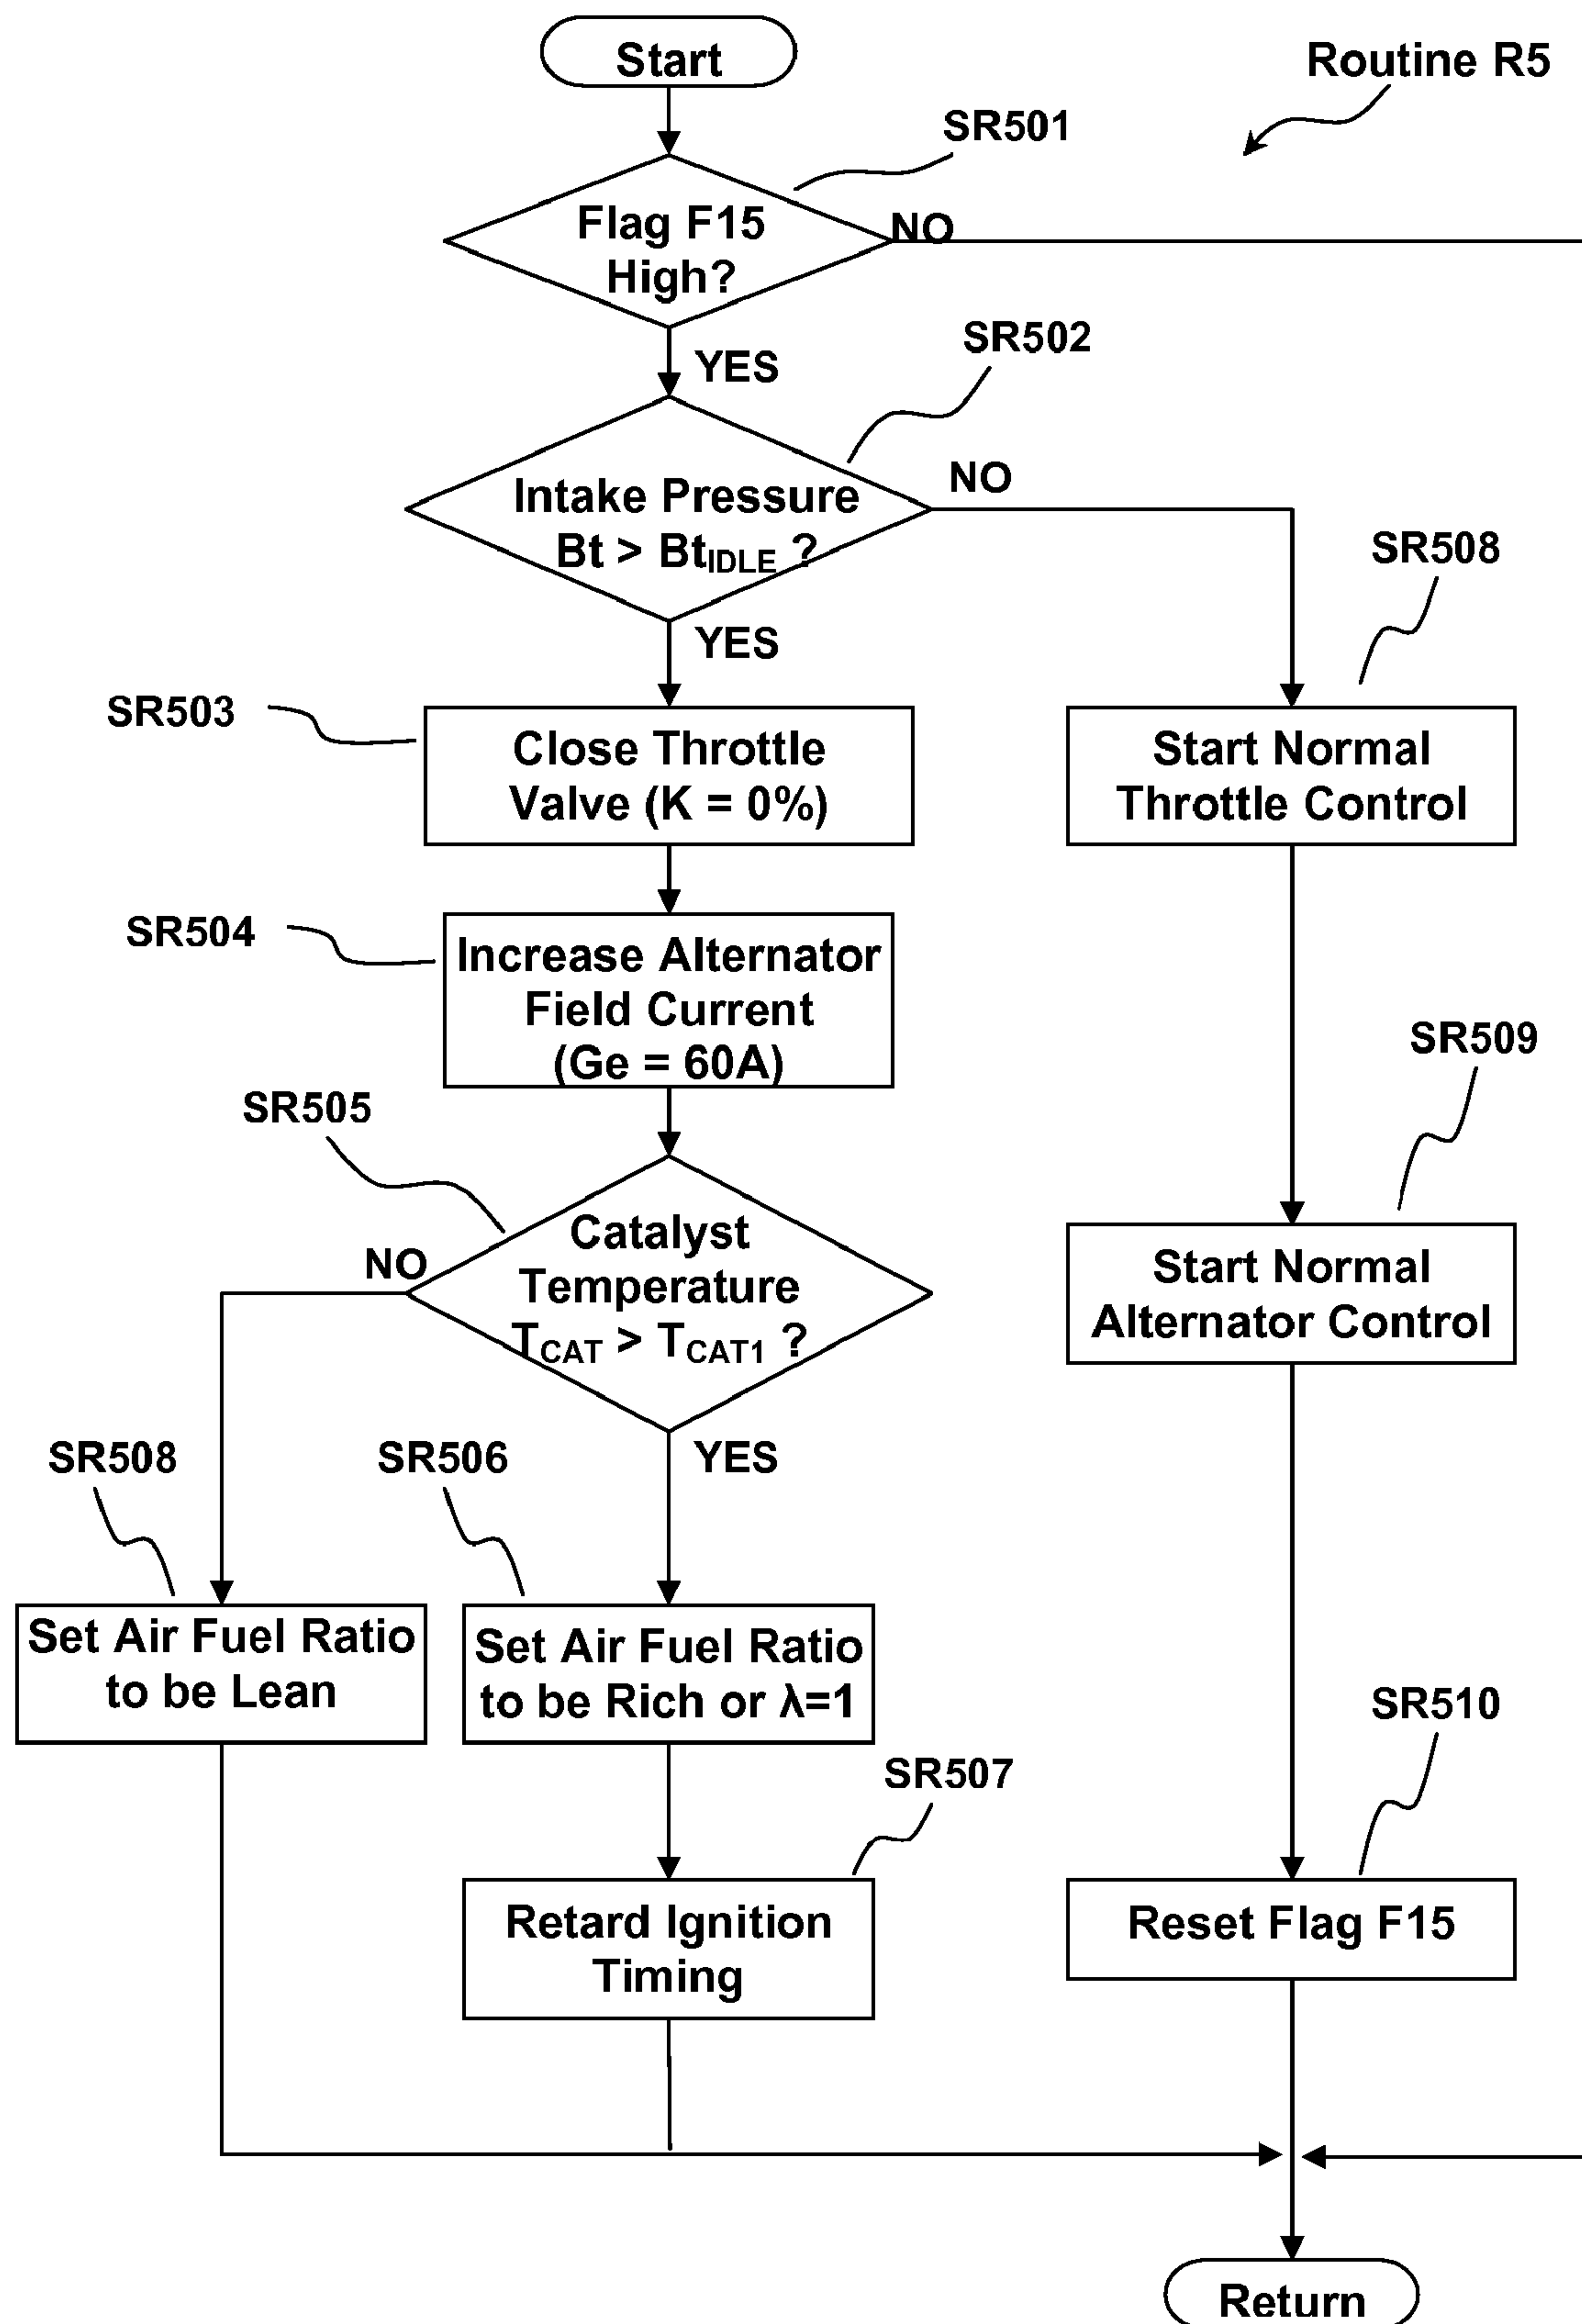 Start
Routine R5
SR501
Flag F15
High?
NO
YES
SR502
Intake Pressure
Bt > BtIDLE ?
NO
YES
SR508
SR503
Close Throttle
Valve (K = 0%)
Start Normal
Throttle Control
SR504
Increase Alternator
Field Current
(Ge = 60A)
SR509
SR505
Catalyst
Temperature
TCAT > TCAT1 ?
NO
YES
Start Normal
Alternator Control
SR508
SR506
Set Air Fuel Ratio
to be Lean
Set Air Fuel Ratio
to be Rich or λ=1
SR510
SR507
Retard Ignition
Timing
Reset Flag F15
Return